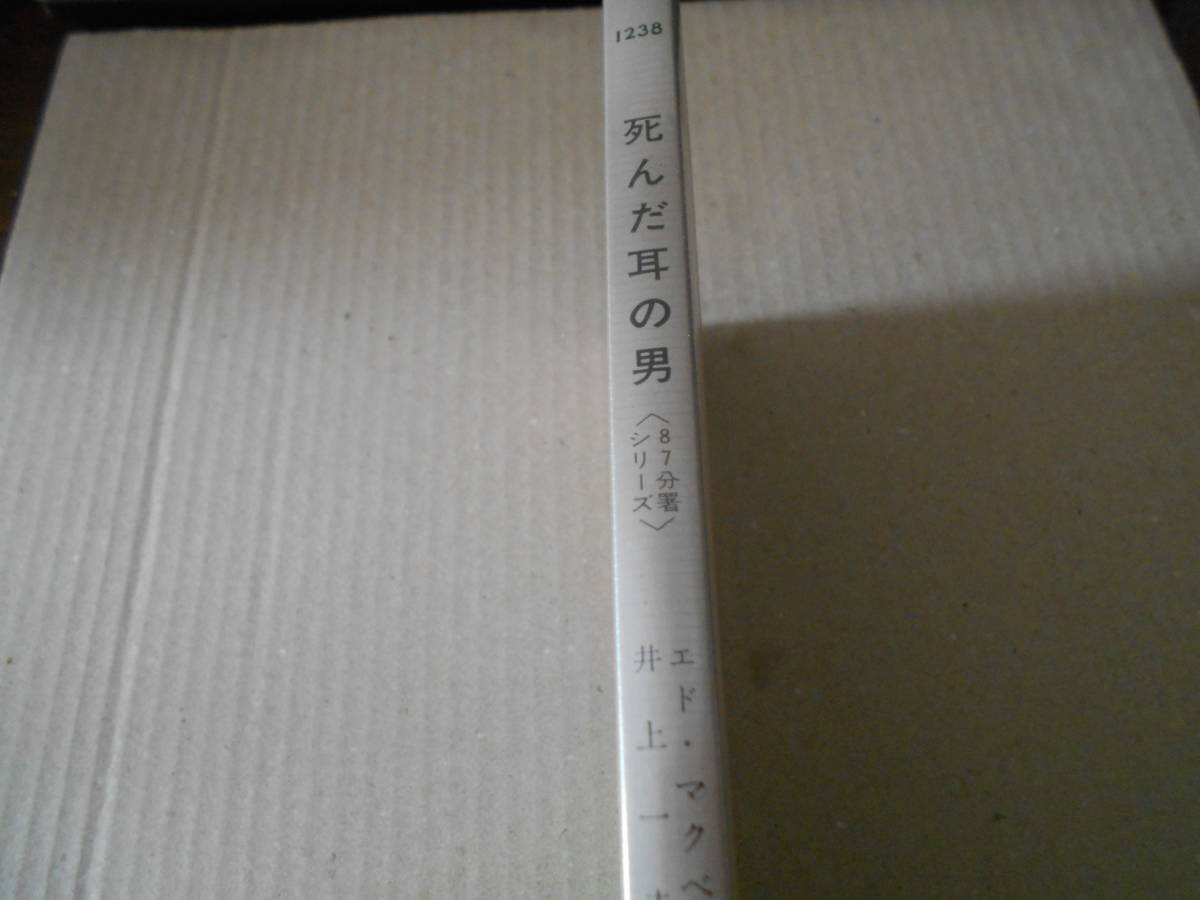 1238
死んだ耳の男
〈87分署
シリーズ〉
エド・マクベ
井上一